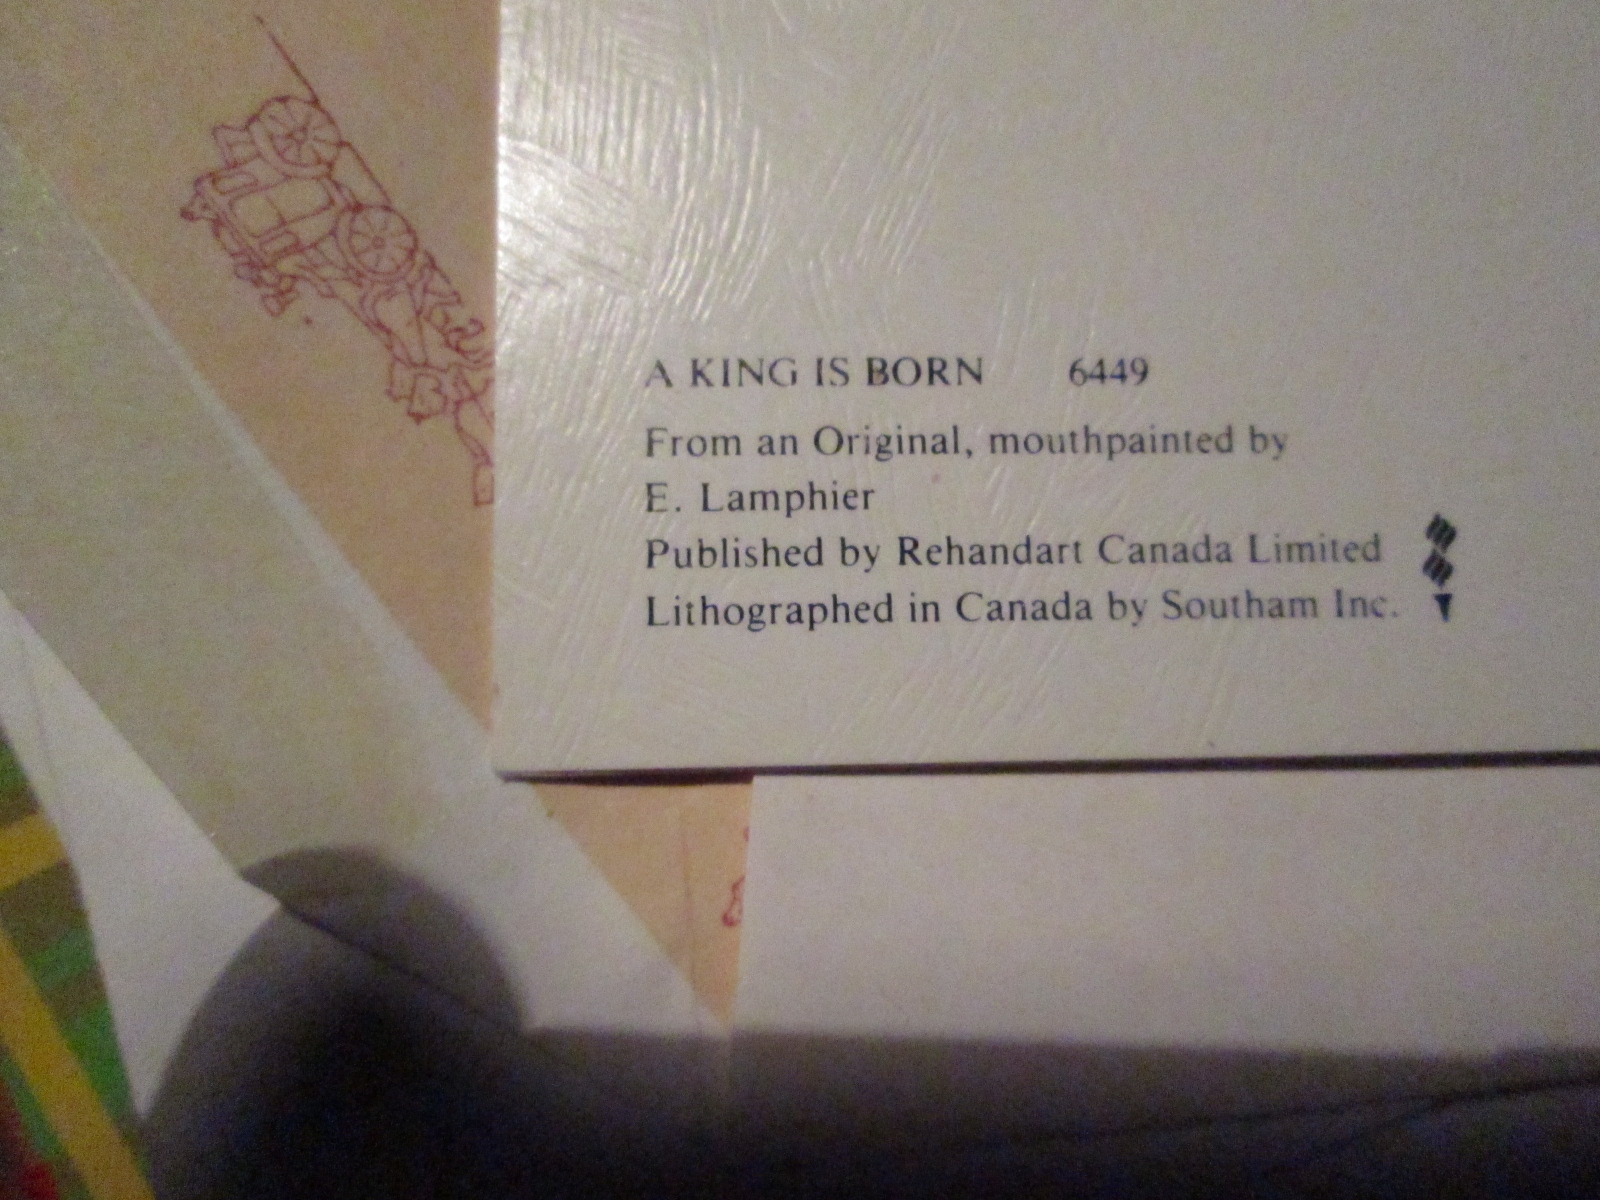 A KING IS BORN 6449
From an Original, mouthpainted by
E. Lamphier
Published by Rehandart Canada Limited
Lithographed in Canada by Southam Inc.